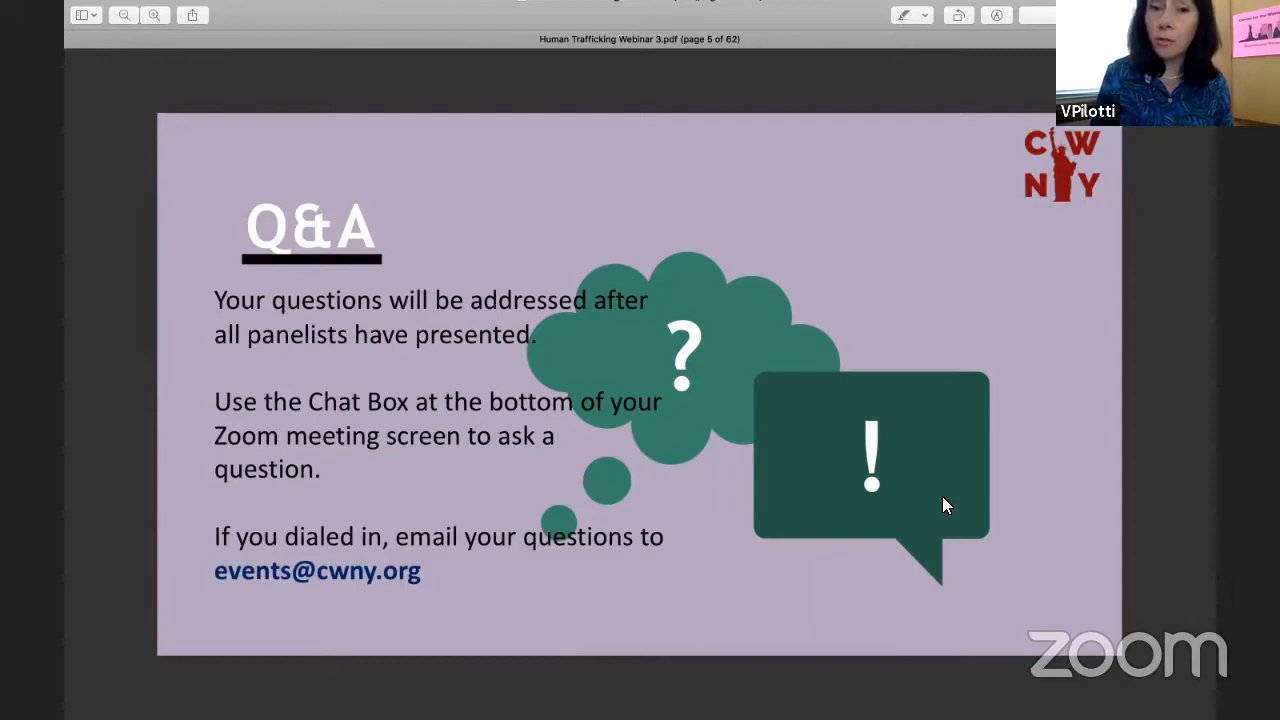 Human Trafficking Webinar 3.pdf (page 5 of 62)
VPilotti
C W
N Y
Q&A
Your questions will be addressed after
all panelists have presented.
?
Use the Chat Box at the bottom of your
Zoom meeting screen to ask a
question.
!
If you dialed in, email your questions to
events@cwny.org
zoom